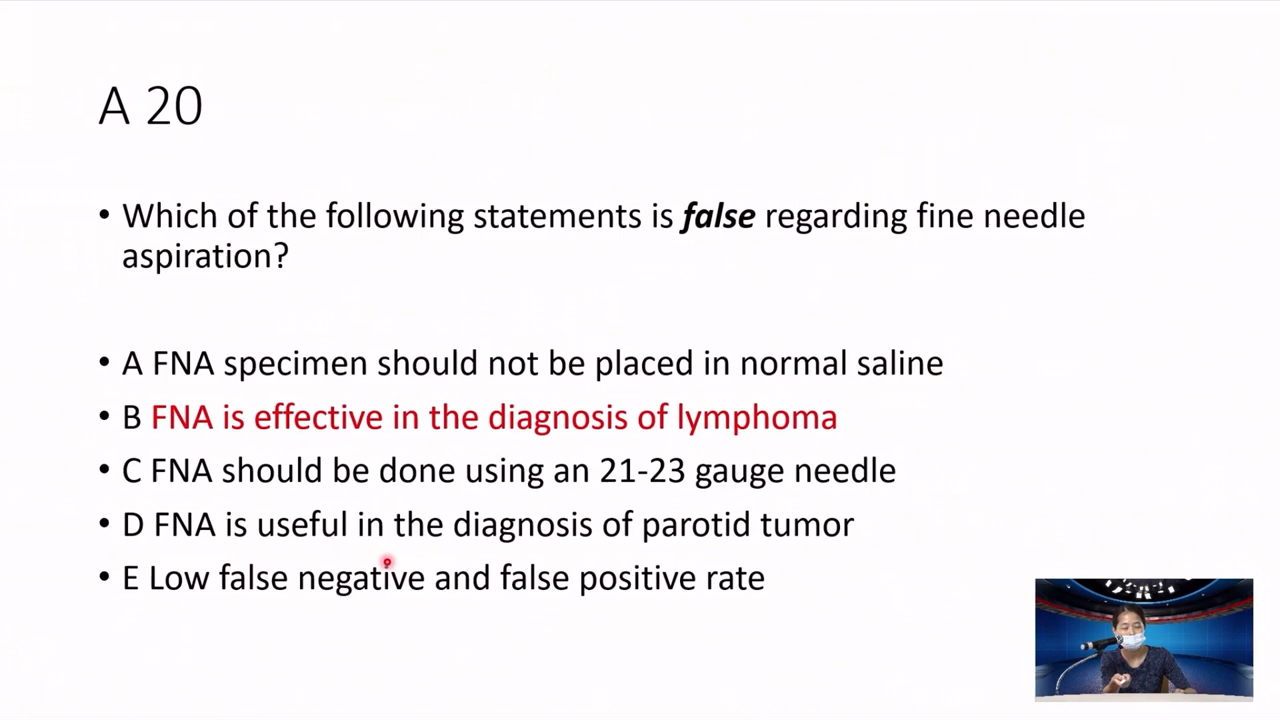 A 20
• Which of the following statements is false regarding fine needle
aspiration?
• A FNA specimen should not be placed in normal saline
• B FNA is effective in the diagnosis of lymphoma
• C FNA should be done using an 21-23 gauge needle
• D FNA is useful in the diagnosis of parotid tumor
• E Low false negative and false positive rate